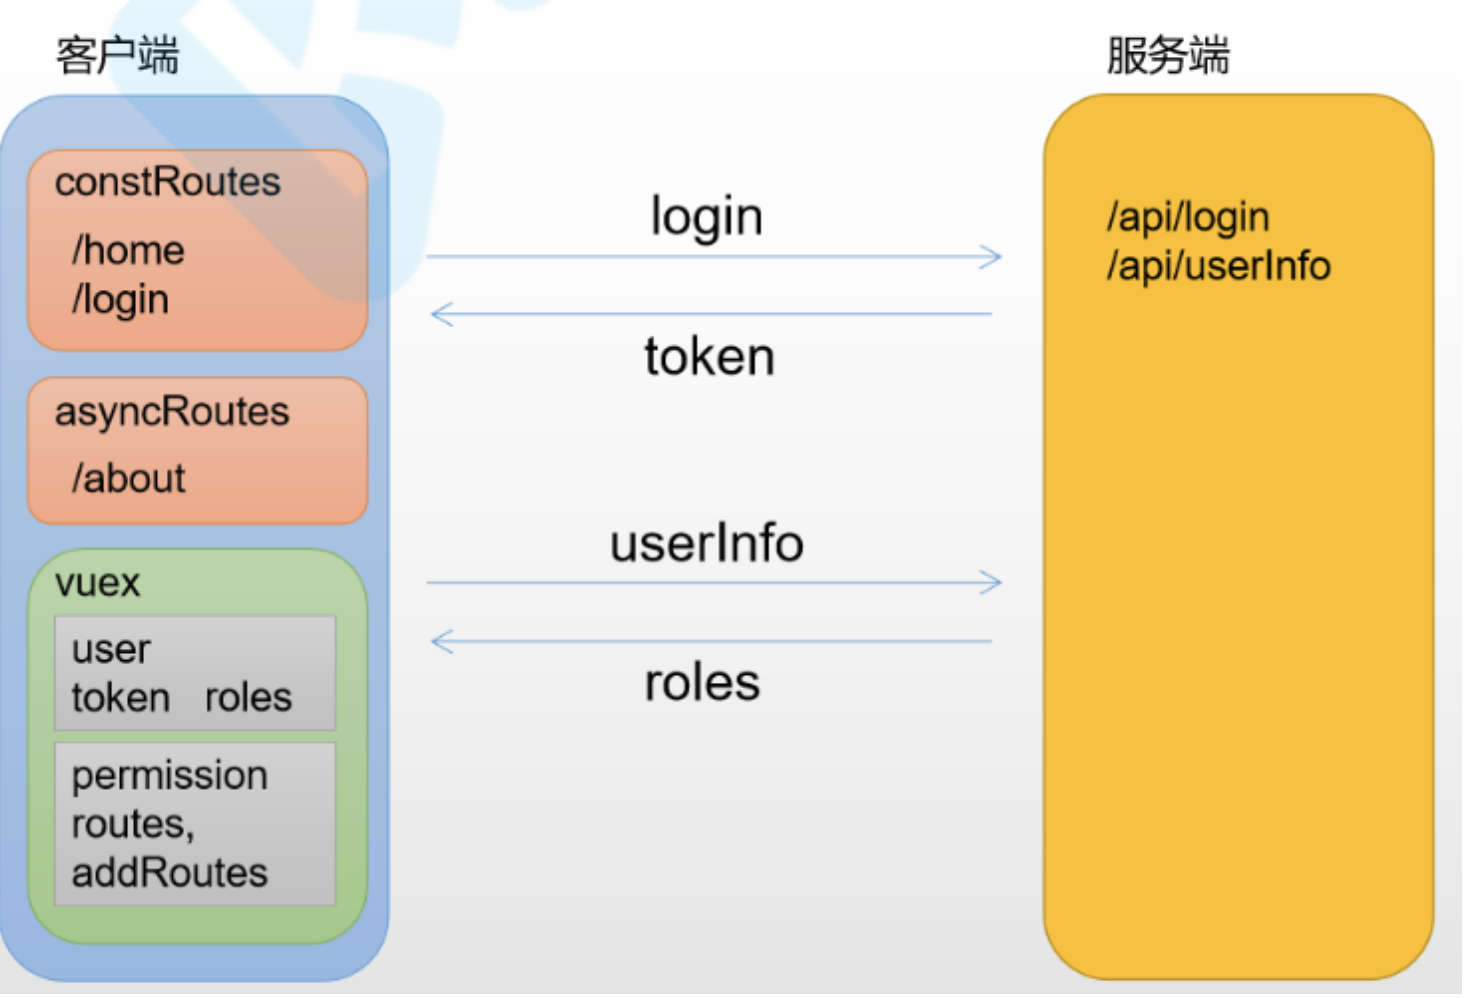 客户端
constRoutes
/home
/login
asyncRoutes
/about
vuex
user
token roles
permission
routes,
addRoutes
login
token
userInfo
roles
服务端
/api/login
/api/userInfo